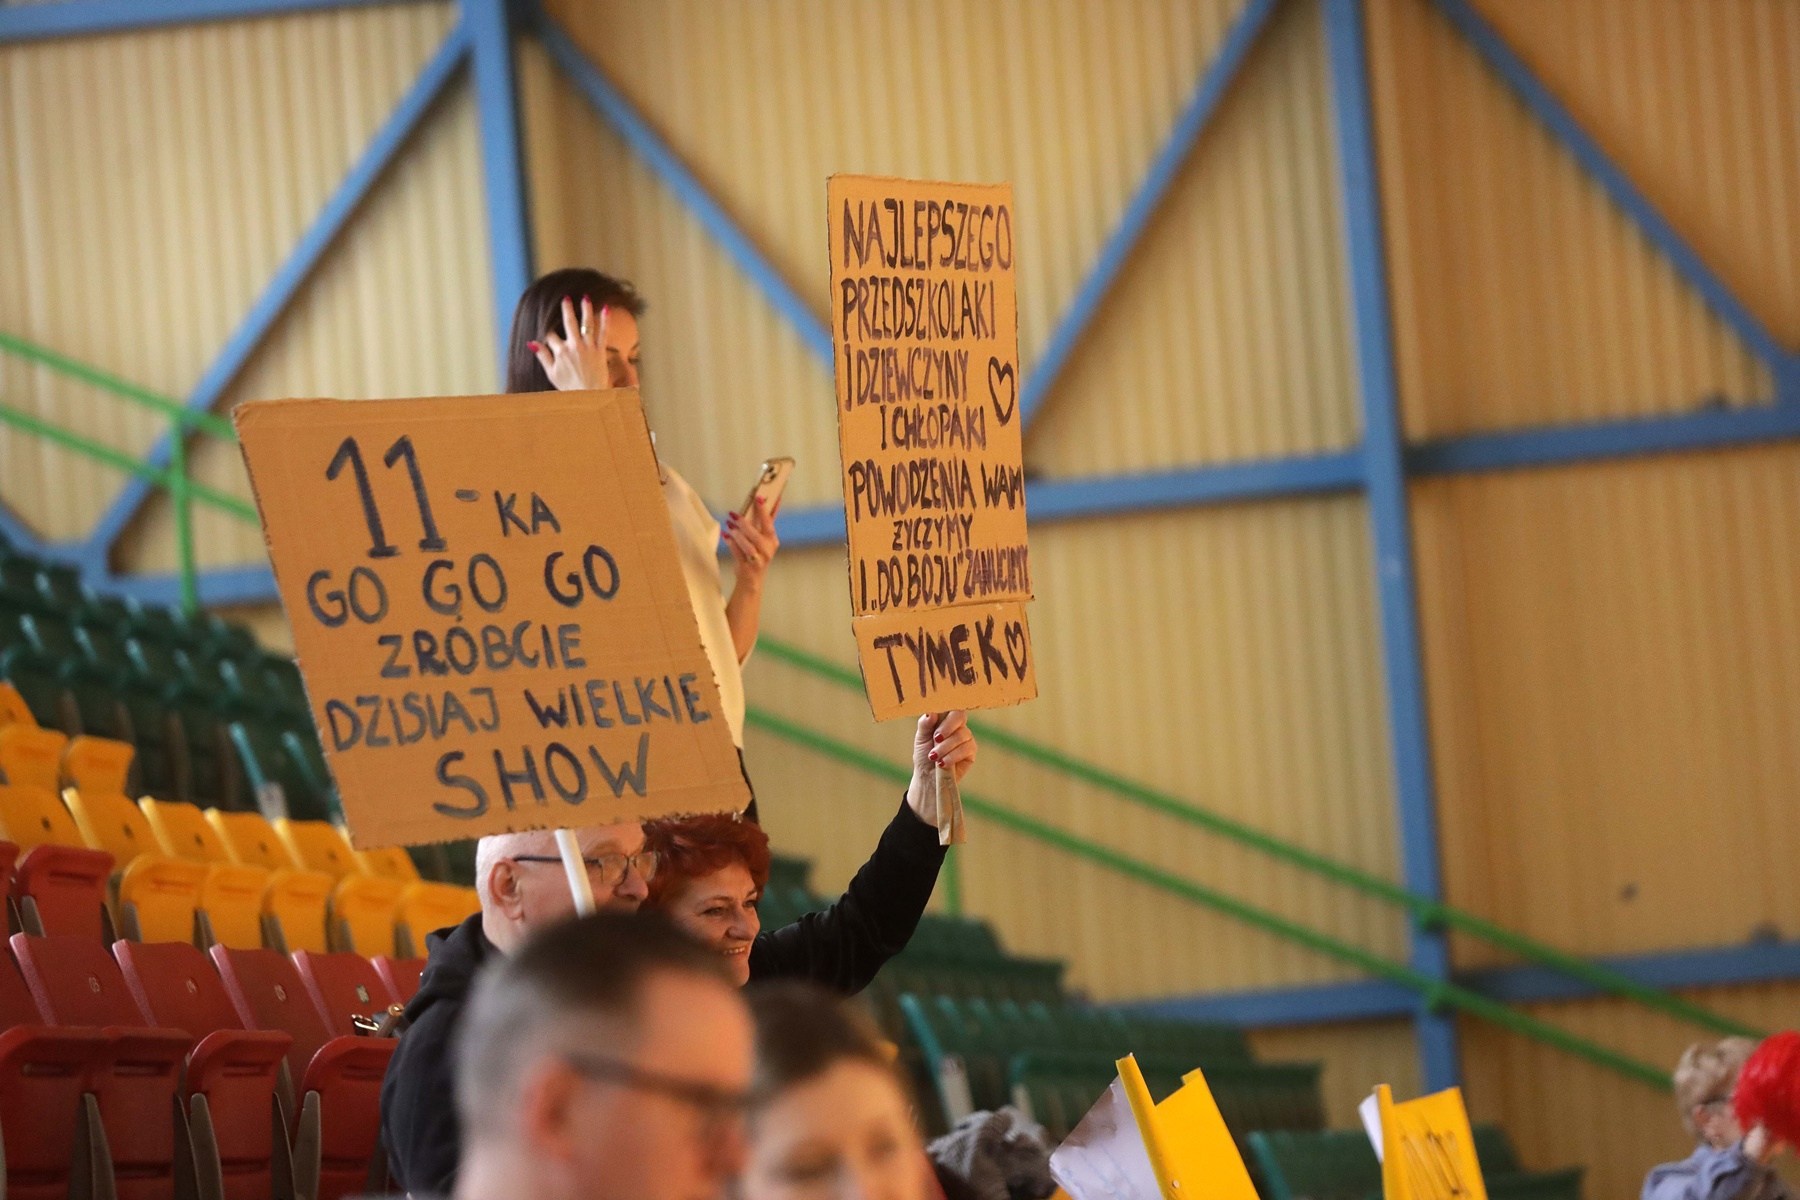 11-KA
GO GO GO
ZRÓBCIE
DZISIAJ WIELKIE
SHOW
NAJLEPSZEGO
PRZEDSZKOLAKI
I DZIEWCZYNY
I CHŁOPAKI
POWODZENIA WAM
ŻYCZYMY
I „DO BOJU" ZANUCIMY
TYMEK